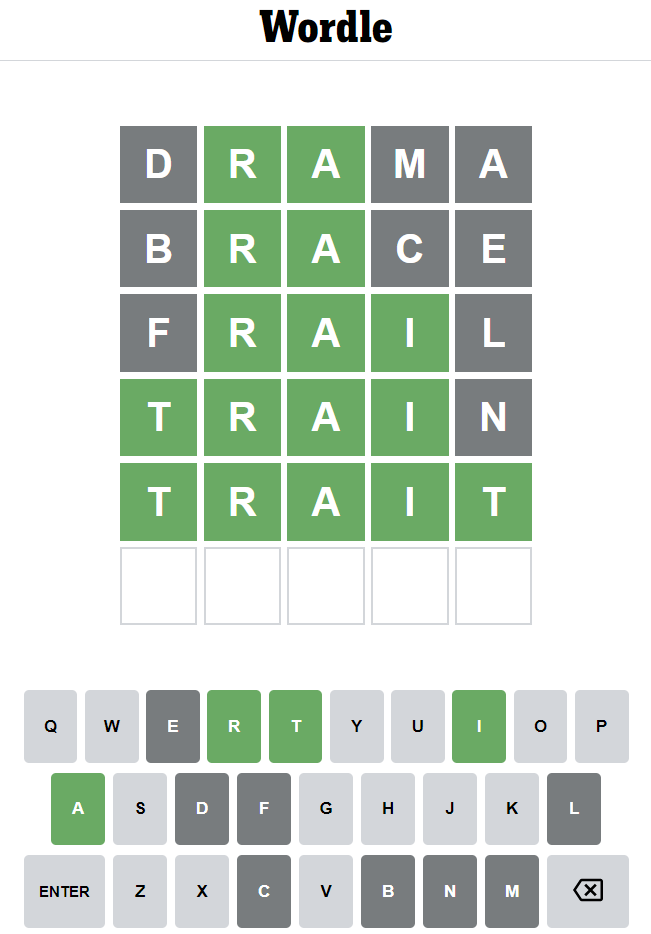 Wordle
D R A M A
B R A C E
F R A I L
T R A I N
T R A I T
Q W E R T Y U I O P
A S D F G H J K L
ENTER Z X C V B N M